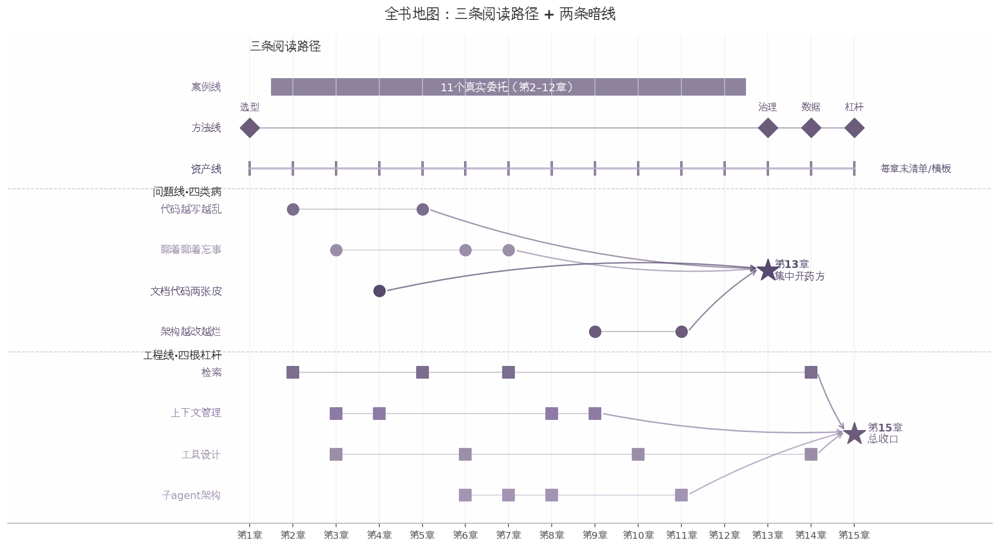 全书地图：三条阅读路径 + 两条暗线
三条阅读路径
案例线
11个真实委托（第2–12章）
选型
治理
数据
杠杆
方法线
资产线
每章末清单/模板
问题线·四类病
代码越写越乱
聊着聊着忘事
第13章
集中开药方
文档代码两张皮
架构越改越烂
工程线·四根杠杆
检索
上下文管理
第15章
总收口
工具设计
子agent架构
第1章
第2章
第3章
第4章
第5章
第6章
第7章
第8章
第9章
第10章
第11章
第12章
第13章
第14章
第15章